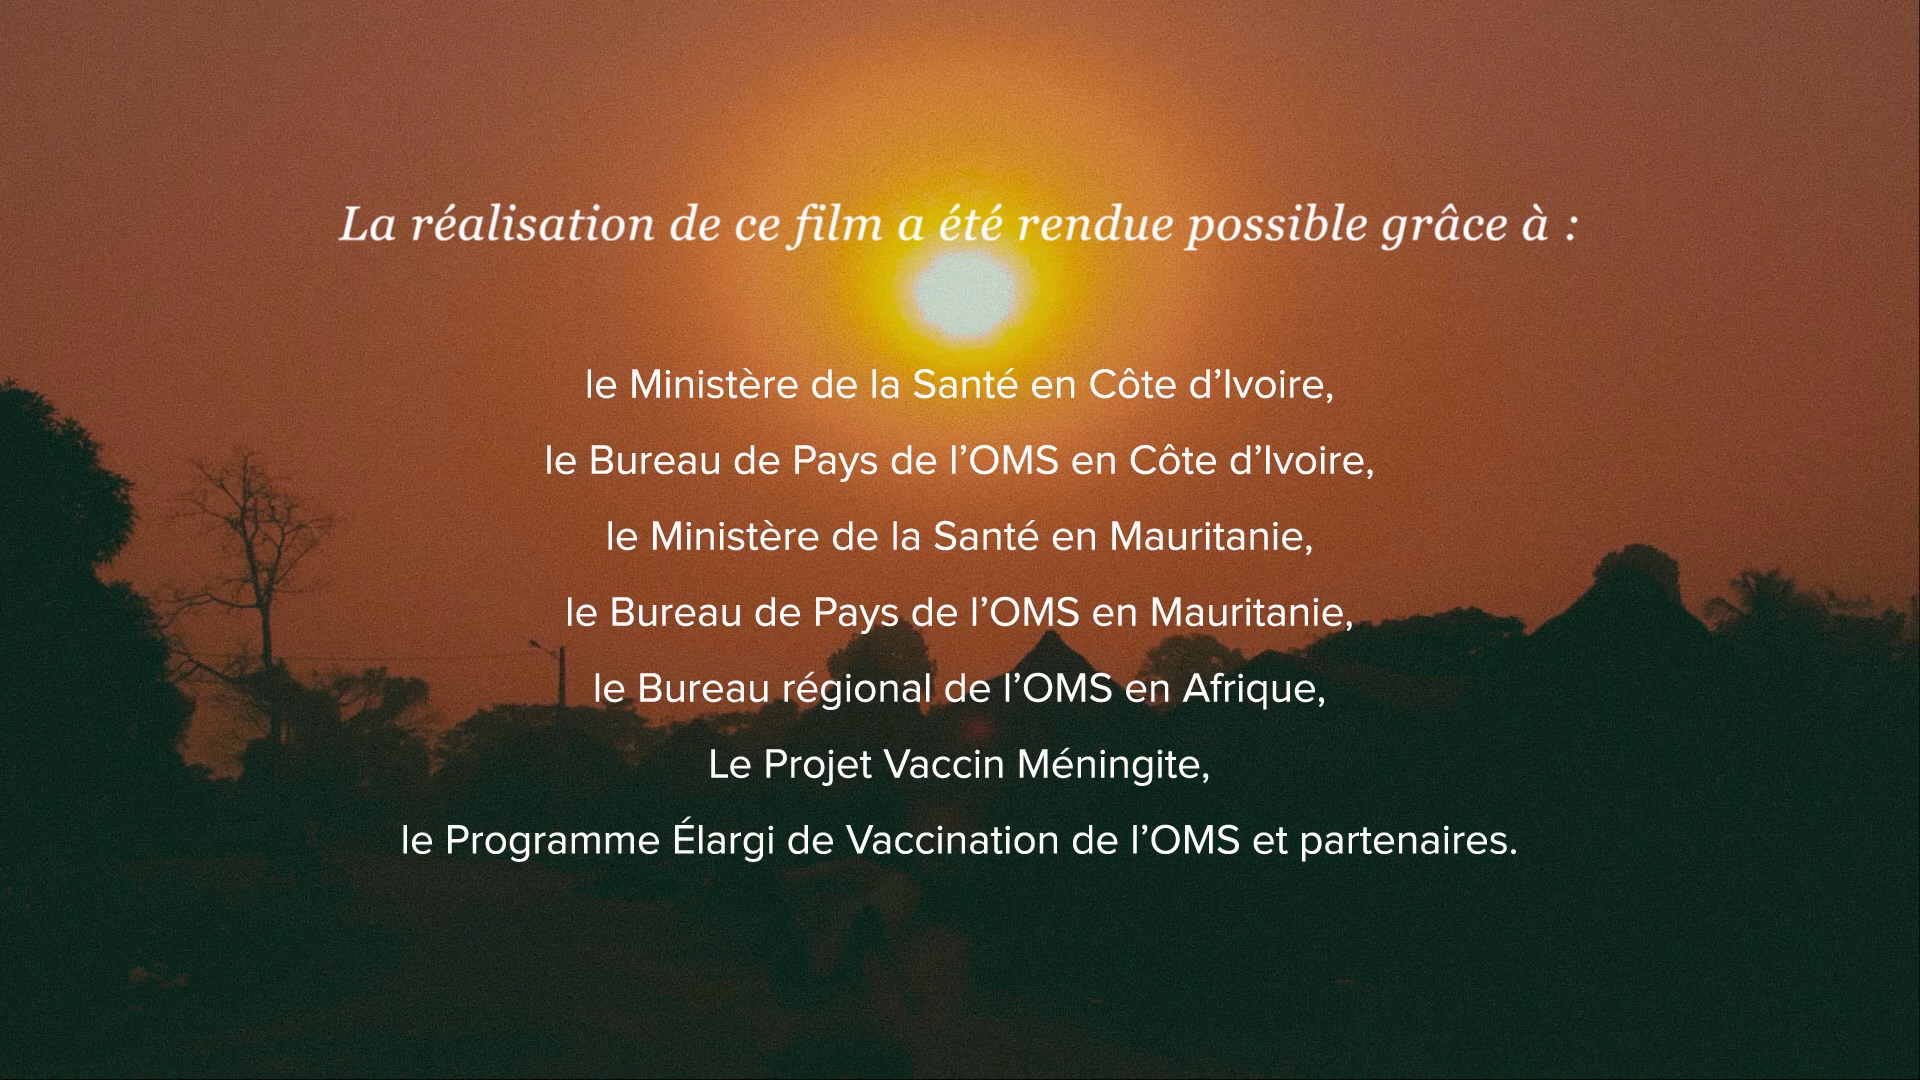 La réalisation de ce film a été rendue possible grâce à :
le Ministère de la Santé en Côte d’Ivoire,
le Bureau de Pays de l’OMS en Côte d’Ivoire,
le Ministère de la Santé en Mauritanie,
le Bureau de Pays de l’OMS en Mauritanie,
le Bureau régional de l’OMS en Afrique,
Le Projet Vaccin Méningite,
le Programme Élargi de Vaccination de l’OMS et partenaires.